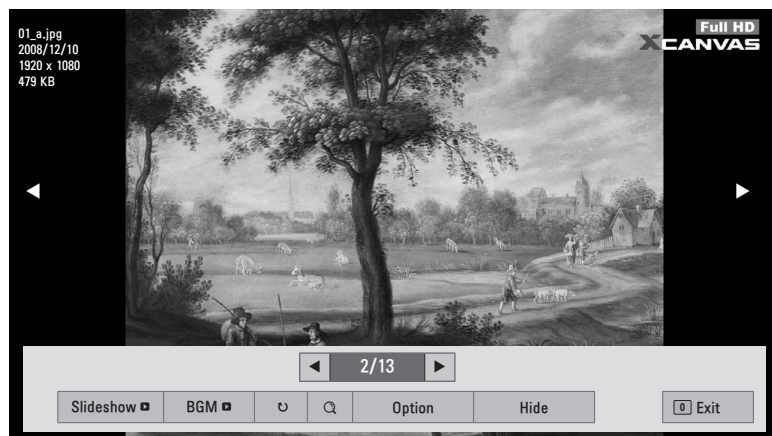 01_a.jpg
2008/12/10
1920 x 1080
479 KB
Full HD
XCANVAS
2/13
Slideshow BGM Option Hide 0 Exit